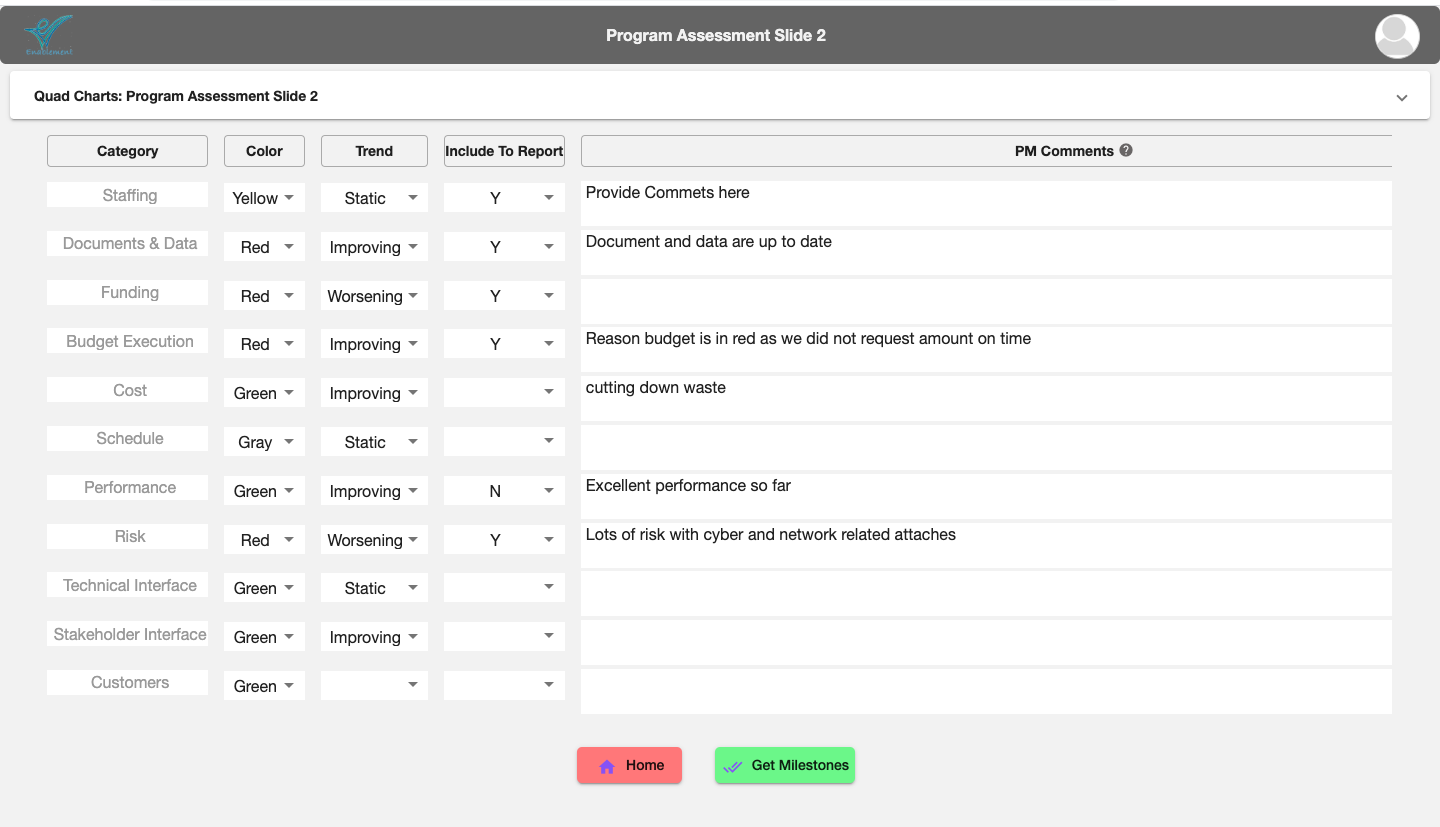 Enablement
Program Assessment Slide 2
Quad Charts: Program Assessment Slide 2
Category Color Trend Include To Report PM Comments ?
Staffing Yellow Static Y Provide Commets here
Documents & Data Red Improving Y Document and data are up to date
Funding Red Worsening Y
Budget Execution Red Improving Y Reason budget is in red as we did not request amount on time
Cost Green Improving cutting down waste
Schedule Gray Static
Performance Green Improving N Excellent performance so far
Risk Red Worsening Y Lots of risk with cyber and network related attaches
Technical Interface Green Static
Stakeholder Interface Green Improving
Customers Green
Home Get Milestones